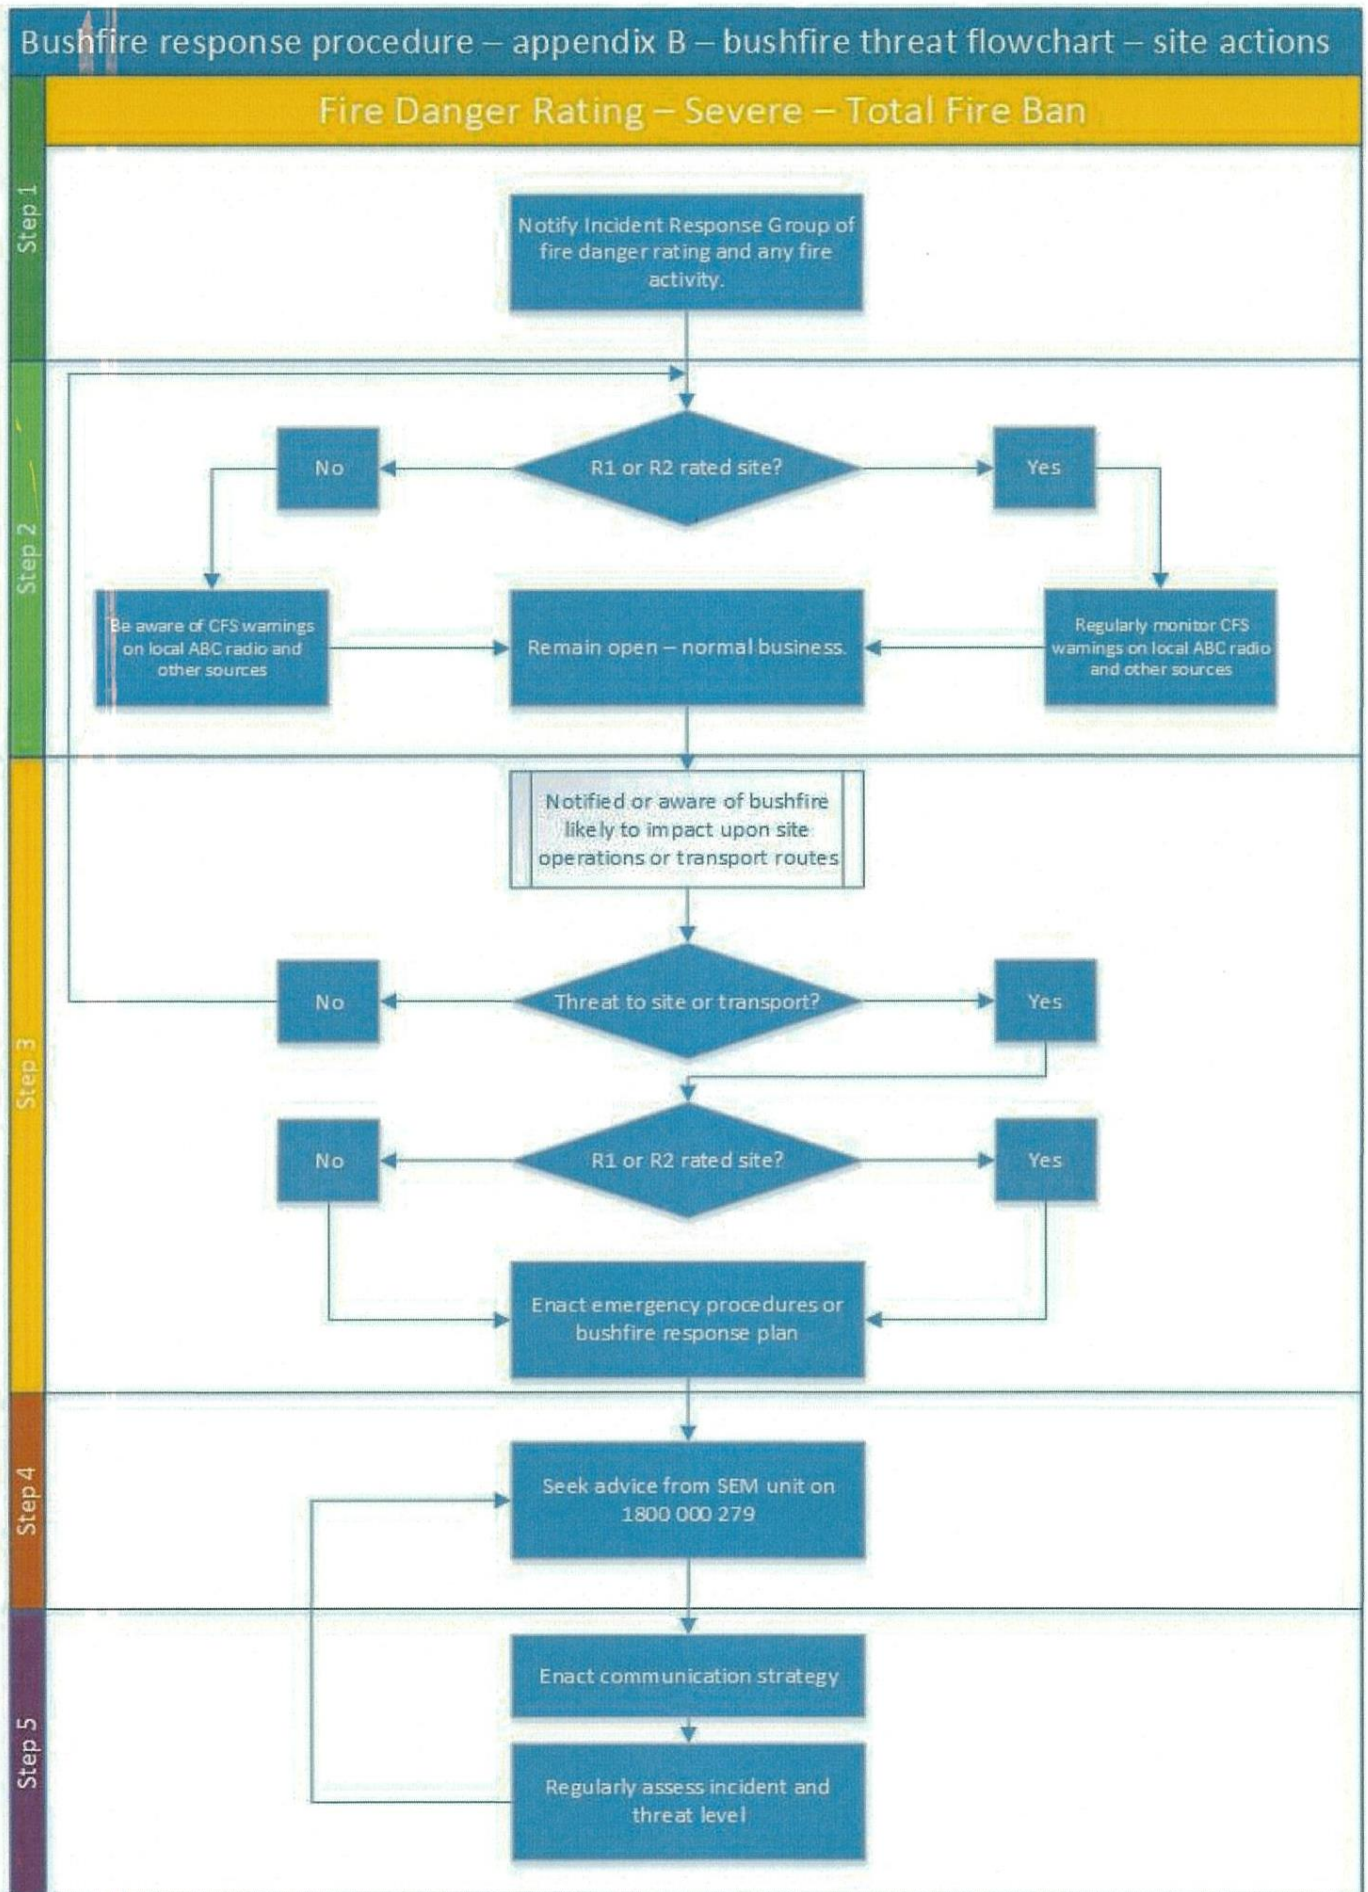 Bushfire response procedure – appendix B – bushfire threat flowchart – site actions
Fire Danger Rating – Severe – Total Fire Ban
Step 1
Notify Incident Response Group of
fire danger rating and any fire
activity.
Step 2
No
R1 or R2 rated site?
Yes
Be aware of CFS warnings
on local ABC radio and
other sources
Remain open – normal business.
Regularly monitor CFS
warnings on local ABC radio
and other sources
Step 3
Notified or aware of bushfire
likely to impact upon site
operations or transport routes
No
Threat to site or transport?
Yes
No
R1 or R2 rated site?
Yes
Enact emergency procedures or
bushfire response plan
Step 4
Seek advice from SEM unit on
1800 000 279
Step 5
Enact communication strategy
Regularly assess incident and
threat level